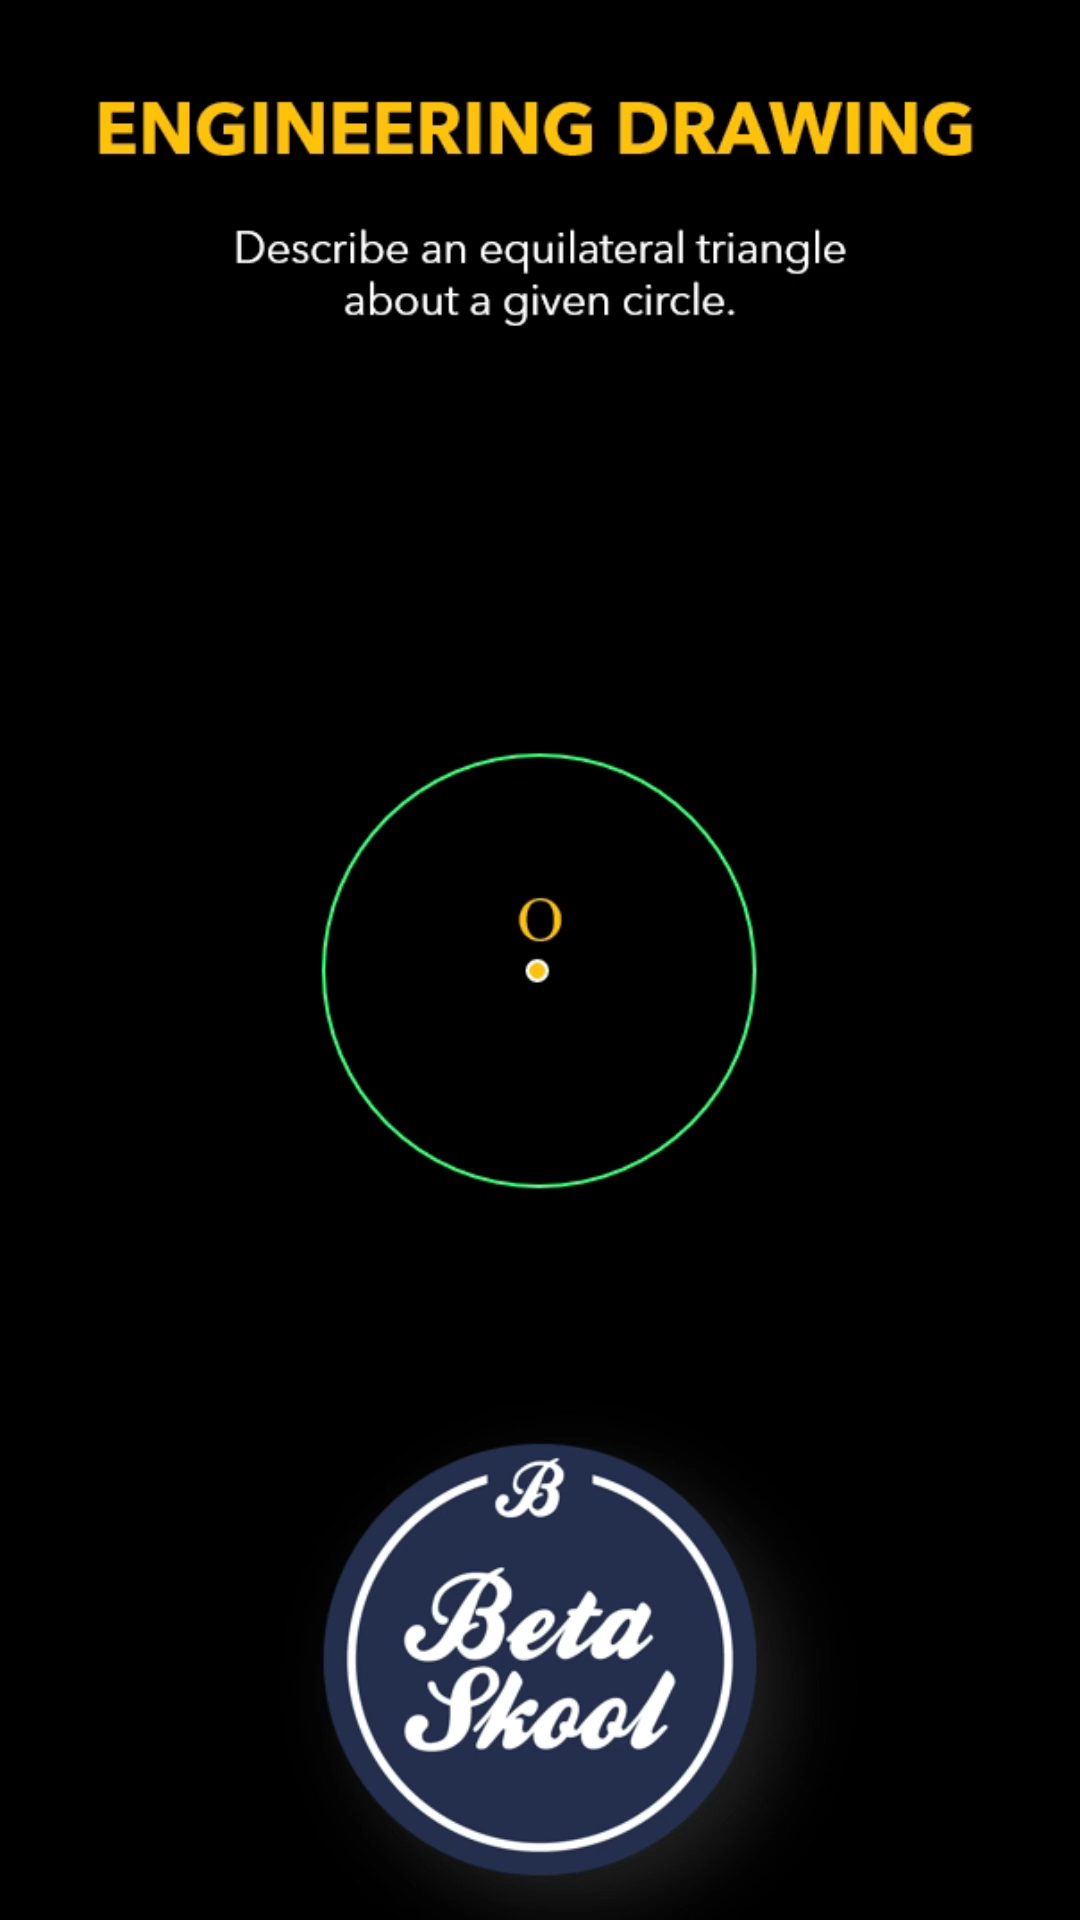 ENGINEERING DRAWING
Describe an equilateral triangle
about a given circle.
O
B
Beta
Skool